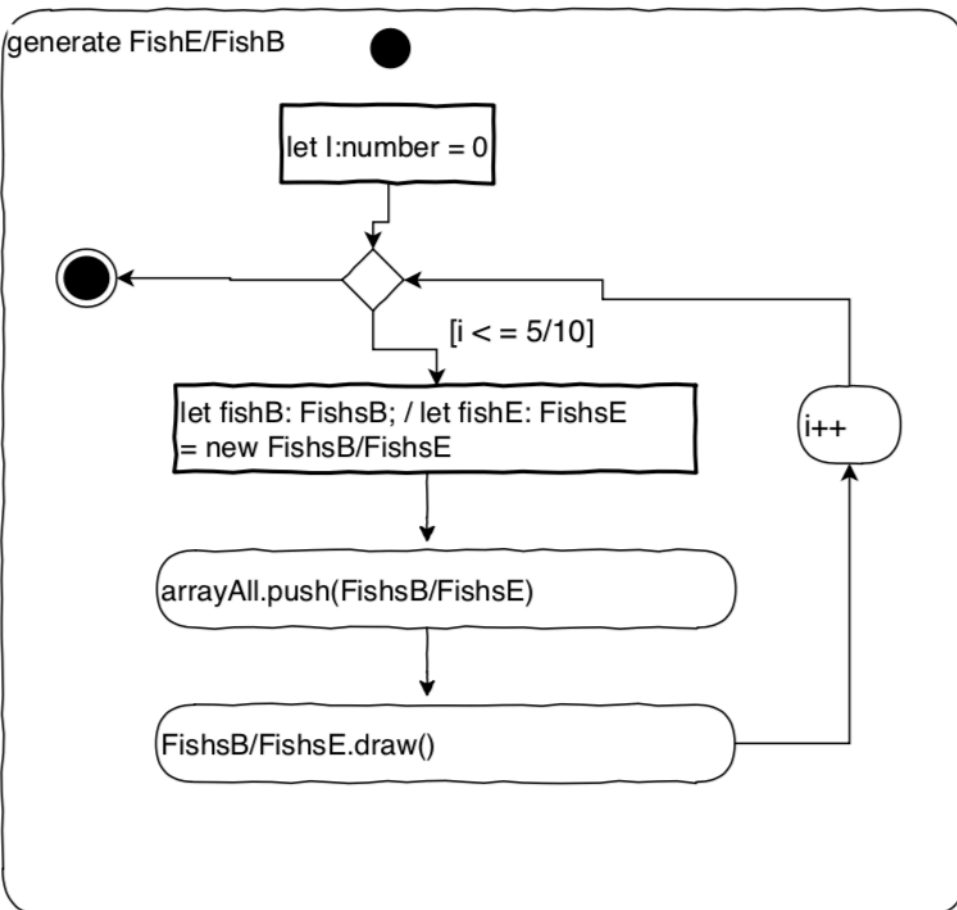 generate FishE/FishB
let I:number = 0
[i < = 5/10]
let fishB: FishsB; / let fishE: FishsE
= new FishsB/FishsE
i++
arrayAll.push(FishsB/FishsE)
FishsB/FishsE.draw()